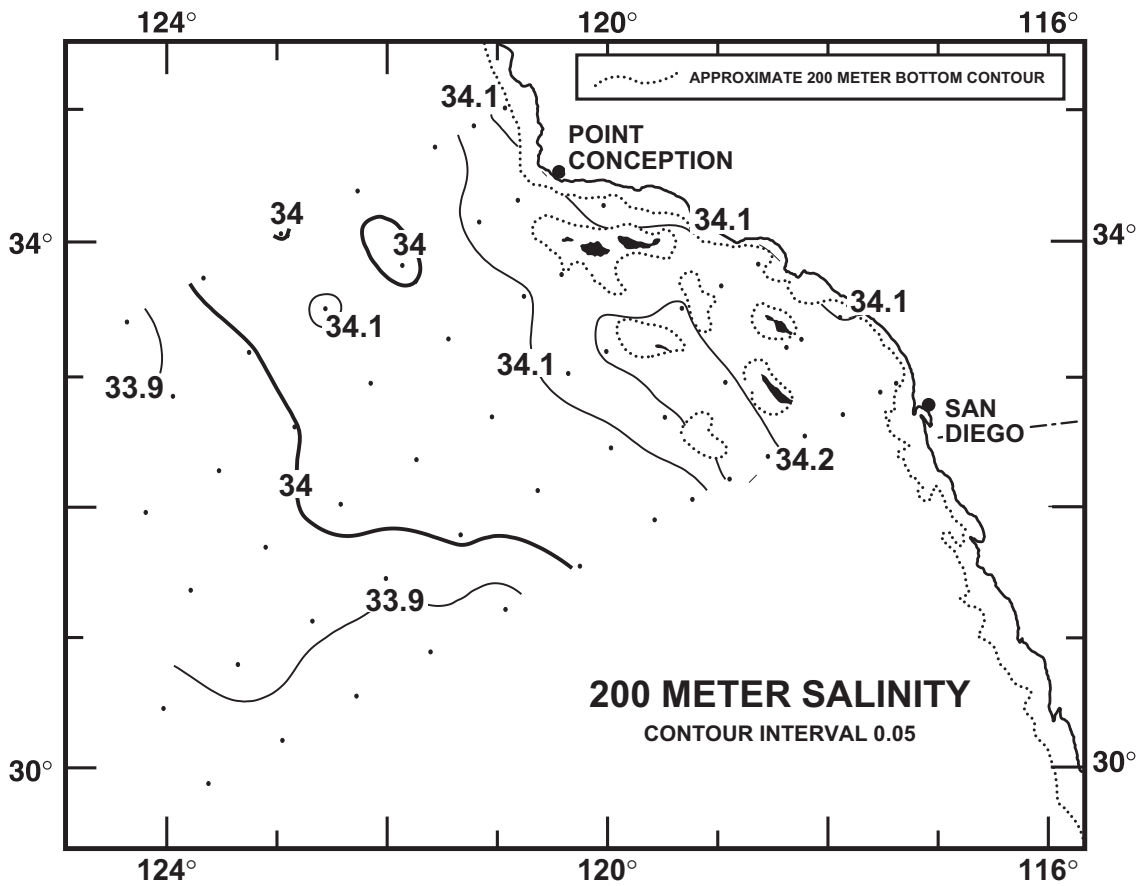 124° 120° 116°
APPROXIMATE 200 METER BOTTOM CONTOUR
34.1
POINT
CONCEPTION
34
34.1
34° 34 34°
34.1
34.1
34.1
33.9
SAN
DIEGO
34.2
34
33.9
200 METER SALINITY
CONTOUR INTERVAL 0.05
30° 30°
124° 120° 116°